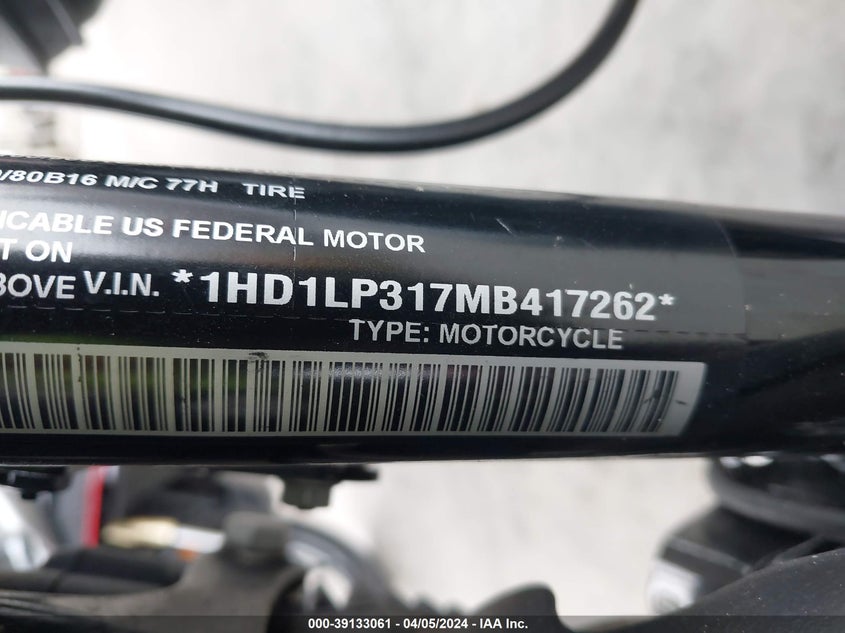 /80B16 M/C 77H TIRE
ICABLE US FEDERAL MOTOR
T ON
BOVE V.I.N. *1HD1LP317MB417262*
TYPE: MOTORCYCLE
000-39133061 - 04/05/2024 - IAA Inc.